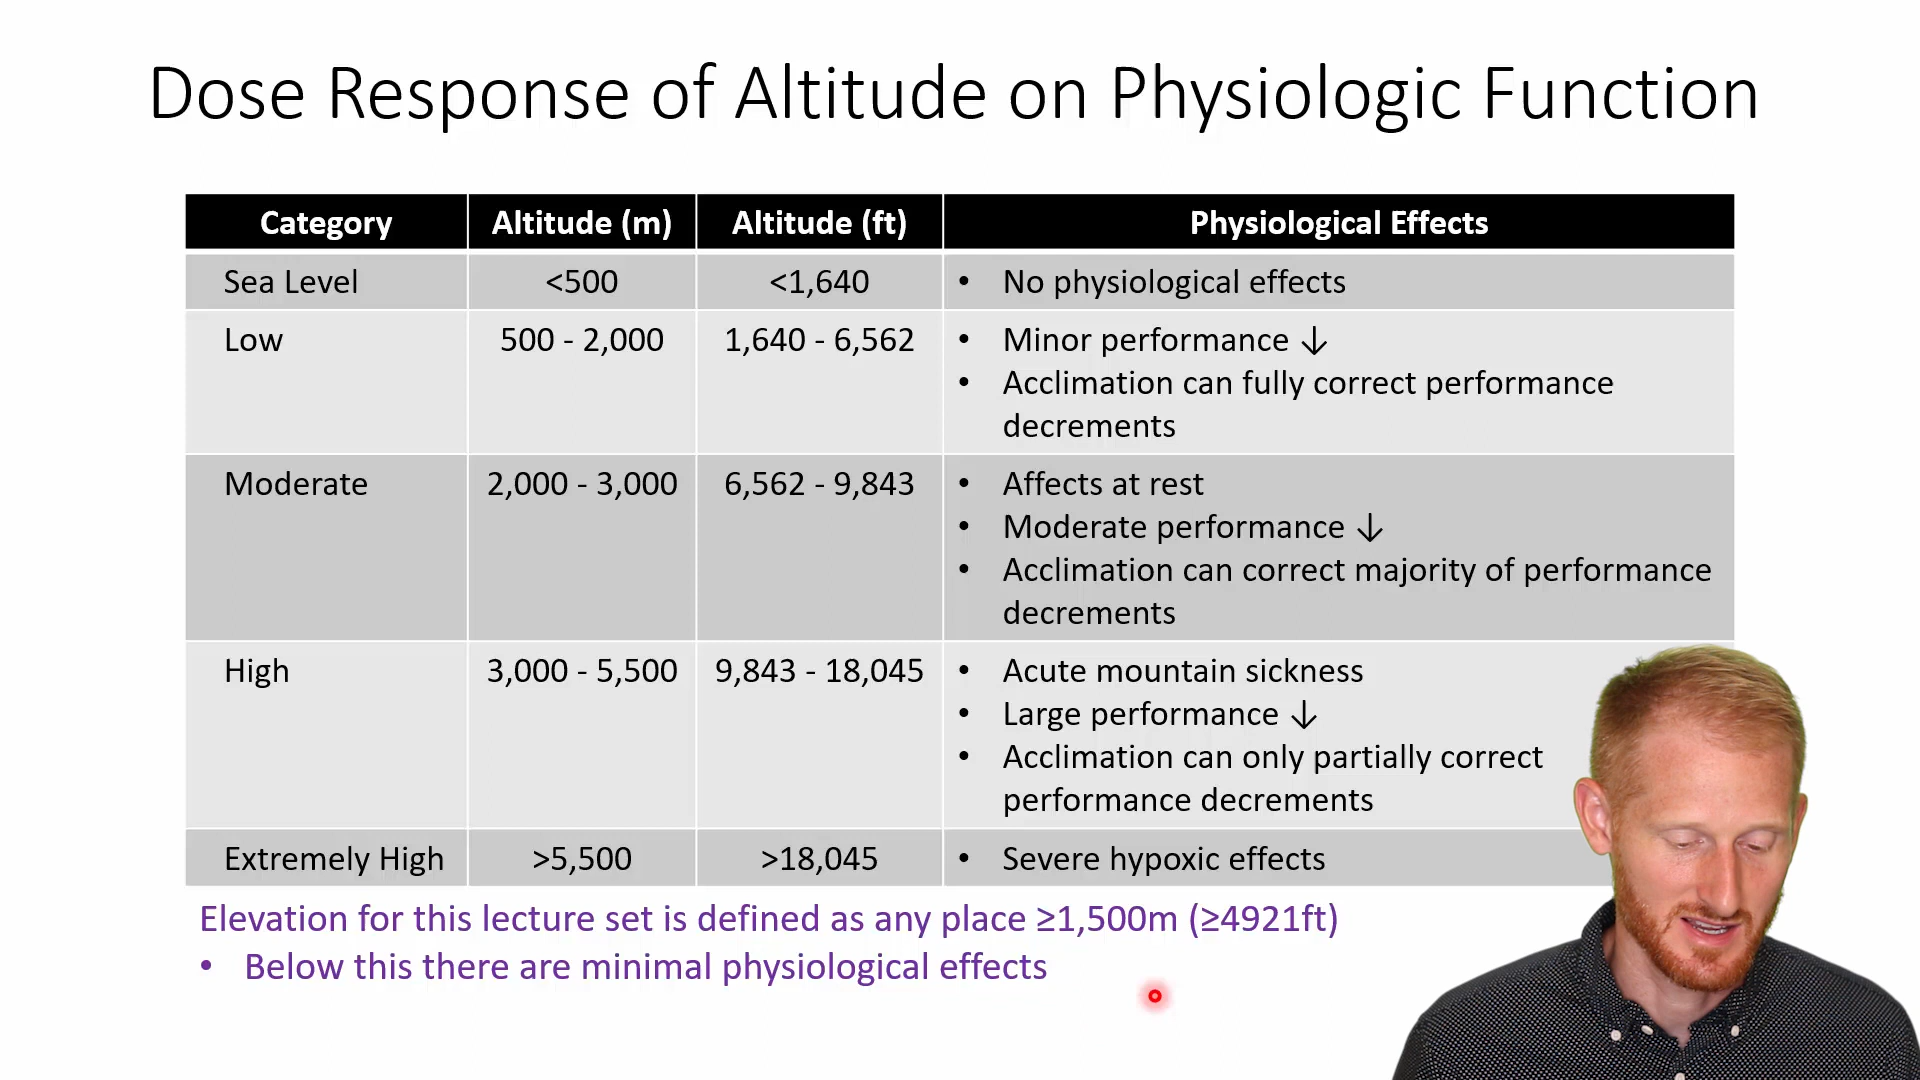 Dose Response of Altitude on Physiologic Function
Category Altitude (m) Altitude (ft) Physiological Effects
Sea Level <500 <1,640 • No physiological effects
Low 500 - 2,000 1,640 - 6,562 • Minor performance ↓
• Acclimation can fully correct performance
decrements
Moderate 2,000 - 3,000 6,562 - 9,843 • Affects at rest
• Moderate performance ↓
• Acclimation can correct majority of performance
decrements
High 3,000 - 5,500 9,843 - 18,045 • Acute mountain sickness
• Large performance ↓
• Acclimation can only partially correct
performance decrements
Extremely High >5,500 >18,045 • Severe hypoxic effects
Elevation for this lecture set is defined as any place ≥1,500m (≥4921ft)
• Below this there are minimal physiological effects